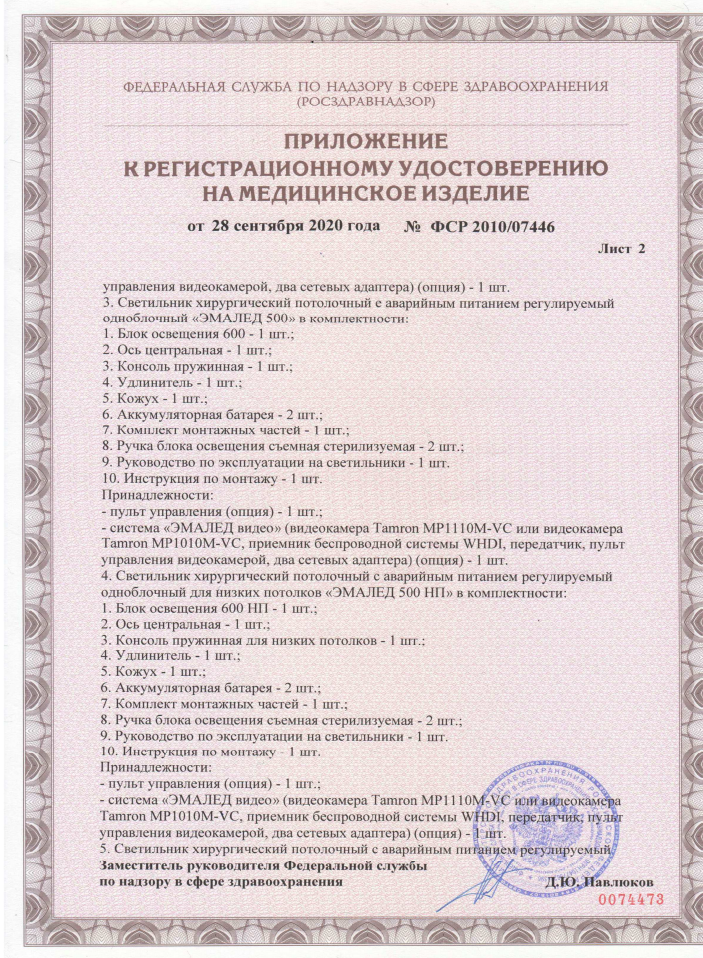 ФЕДЕРАЛЬНАЯ СЛУЖБА ПО НАДЗОРУ В СФЕРЕ ЗДРАВООХРАНЕНИЯ
(РОСЗДРАВНАДЗОР)
ПРИЛОЖЕНИЕ
К РЕГИСТРАЦИОННОМУ УДОСТОВЕРЕНИЮ
НА МЕДИЦИНСКОЕ ИЗДЕЛИЕ
от 28 сентября 2020 года № ФСР 2010/07446
Лист 2
управления видеокамерой, два сетевых адаптера) (опция) - 1 шт.
3. Светильник хирургический потолочный с аварийным питанием регулируемый
одноблочный «ЭМАЛЕД 500» в комплектности:
1. Блок освещения 600 - 1 шт.;
2. Ось центральная - 1 шт.;
3. Консоль пружинная - 1 шт.;
4. Удлинитель - 1 шт.;
5. Кожух - 1 шт.;
6. Аккумуляторная батарея - 2 шт.;
7. Комплект монтажных частей - 1 шт.;
8. Ручка блока освещения съемная стерилизуемая - 2 шт.;
9. Руководство по эксплуатации на светильники - 1 шт.
10. Инструкция по монтажу - 1 шт.
Принадлежности:
- пульт управления (опция) - 1 шт.;
- система «ЭМАЛЕД видео» (видеокамера Tamron MP1110M-VC или видеокамера
Tamron MP1010M-VC, приемник беспроводной системы WHDI, передатчик, пульт
управления видеокамерой, два сетевых адаптера) (опция) - 1 шт.
4. Светильник хирургический потолочный с аварийным питанием регулируемый
одноблочный для низких потолков «ЭМАЛЕД 500 НП» в комплектности:
1. Блок освещения 600 НП - 1 шт.;
2. Ось центральная - 1 шт.;
3. Консоль пружинная для низких потолков - 1 шт.;
4. Удлинитель - 1 шт.;
5. Кожух - 1 шт.;
6. Аккумуляторная батарея - 2 шт.;
7. Комплект монтажных частей - 1 шт.;
8. Ручка блока освещения съемная стерилизуемая - 2 шт.;
9. Руководство по эксплуатации на светильники - 1 шт.
10. Инструкция по монтажу - 1 шт.
Принадлежности:
- пульт управления (опция) - 1 шт.;
- система «ЭМАЛЕД видео» (видеокамера Tamron MP1110M-VC или видеокамера
Tamron MP1010M-VC, приемник беспроводной системы WHDI, передатчик, пульт
управления видеокамерой, два сетевых адаптера) (опция) - 1 шт.
5. Светильник хирургический потолочный с аварийным питанием регулируемый
Заместитель руководителя Федеральной службы
по надзору в сфере здравоохранения
Д.Ю. Павлюков
0074473